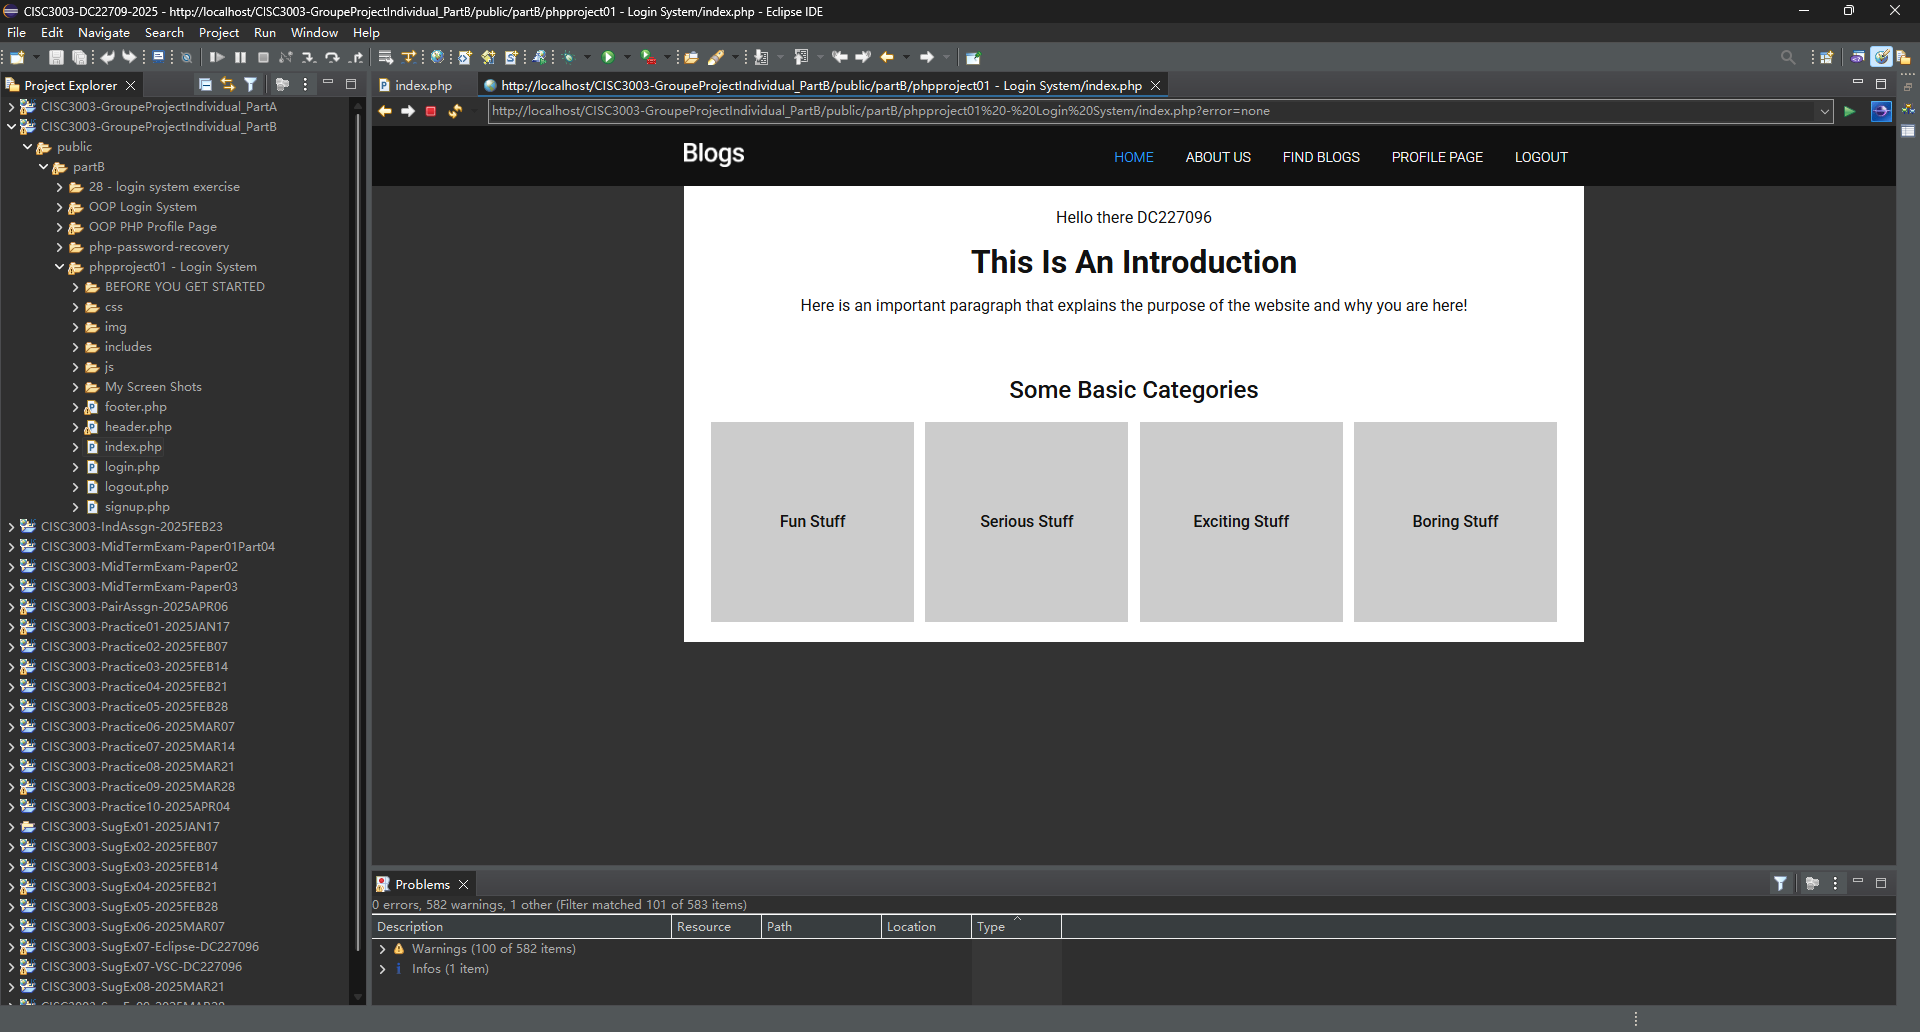 CISC3003-DC22709-2025 - http://localhost/CISC3003-GroupeProjectIndividual_PartB/public/partB/phpproject01 - Login System/index.php - Eclipse IDE
File Edit Navigate Search Project Run Window Help
Project Explorer
CISC3003-GroupeProjectIndividual_PartA
CISC3003-GroupeProjectIndividual_PartB
public
partB
28 - login system exercise
OOP Login System
OOP PHP Profile Page
php-password-recovery
phpproject01 - Login System
BEFORE YOU GET STARTED
css
img
includes
js
My Screen Shots
footer.php
header.php
index.php
login.php
logout.php
signup.php
CISC3003-IndAssgn-2025FEB23
CISC3003-MidTermExam-Paper01Part04
CISC3003-MidTermExam-Paper02
CISC3003-MidTermExam-Paper03
CISC3003-PairAssgn-2025APR06
CISC3003-Practice01-2025JAN17
CISC3003-Practice02-2025FEB07
CISC3003-Practice03-2025FEB14
CISC3003-Practice04-2025FEB21
CISC3003-Practice05-2025FEB28
CISC3003-Practice06-2025MAR07
CISC3003-Practice07-2025MAR14
CISC3003-Practice08-2025MAR21
CISC3003-Practice09-2025MAR28
CISC3003-Practice10-2025APR04
CISC3003-SugEx01-2025JAN17
CISC3003-SugEx02-2025FEB07
CISC3003-SugEx03-2025FEB14
CISC3003-SugEx04-2025FEB21
CISC3003-SugEx05-2025FEB28
CISC3003-SugEx06-2025MAR07
CISC3003-SugEx07-Eclipse-DC227096
CISC3003-SugEx07-VSC-DC227096
CISC3003-SugEx08-2025MAR21
index.php
http://localhost/CISC3003-GroupeProjectIndividual_PartB/public/partB/phpproject01 - Login System/index.php
http://localhost/CISC3003-GroupeProjectIndividual_PartB/public/partB/phpproject01%20-%20Login%20System/index.php?error=none
Blogs HOME ABOUT US FIND BLOGS PROFILE PAGE LOGOUT
Hello there DC227096
This Is An Introduction
Here is an important paragraph that explains the purpose of the website and why you are here!
Some Basic Categories
Fun Stuff Serious Stuff Exciting Stuff Boring Stuff
Problems
0 errors, 582 warnings, 1 other (Filter matched 101 of 583 items)
Description Resource Path Location Type
Warnings (100 of 582 items)
Infos (1 item)